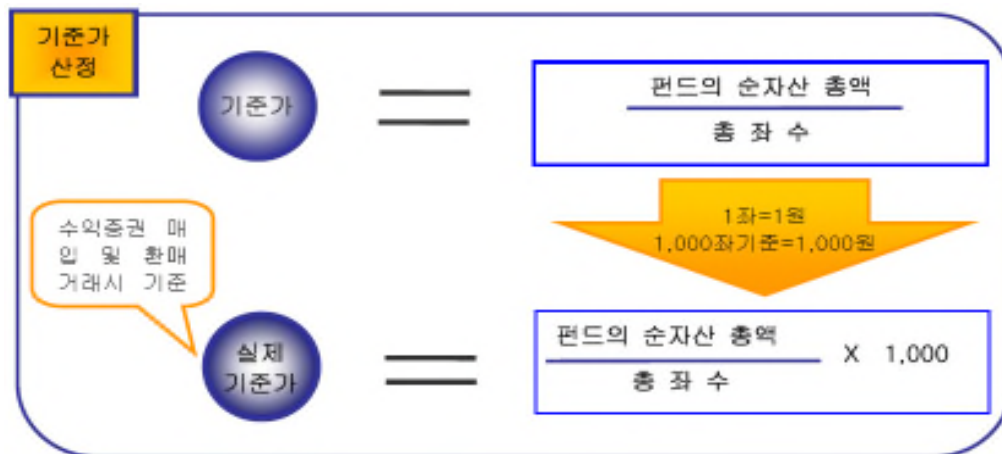 기준가
산정
기준가
펀드의 순자산 총액
총 좌 수
1좌=1원
1,000좌기준=1,000원
수익증권 매
입 및 환매
거래시 기준
실제
기준가
펀드의 순자산 총액
총 좌 수
X 1,000